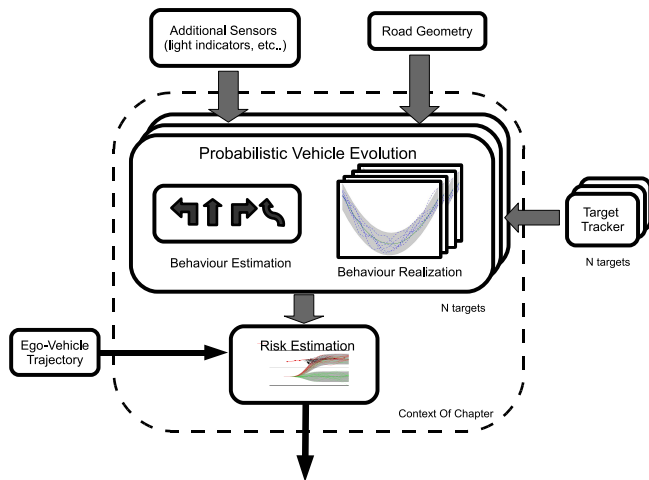 Additional Sensors
(light indicators, etc..)
Road Geometry
Probabilistic Vehicle Evolution
Behaviour Estimation
Behaviour Realization
Target
Tracker
N targets
N targets
Ego-Vehicle
Trajectory
Risk Estimation
Context Of Chapter